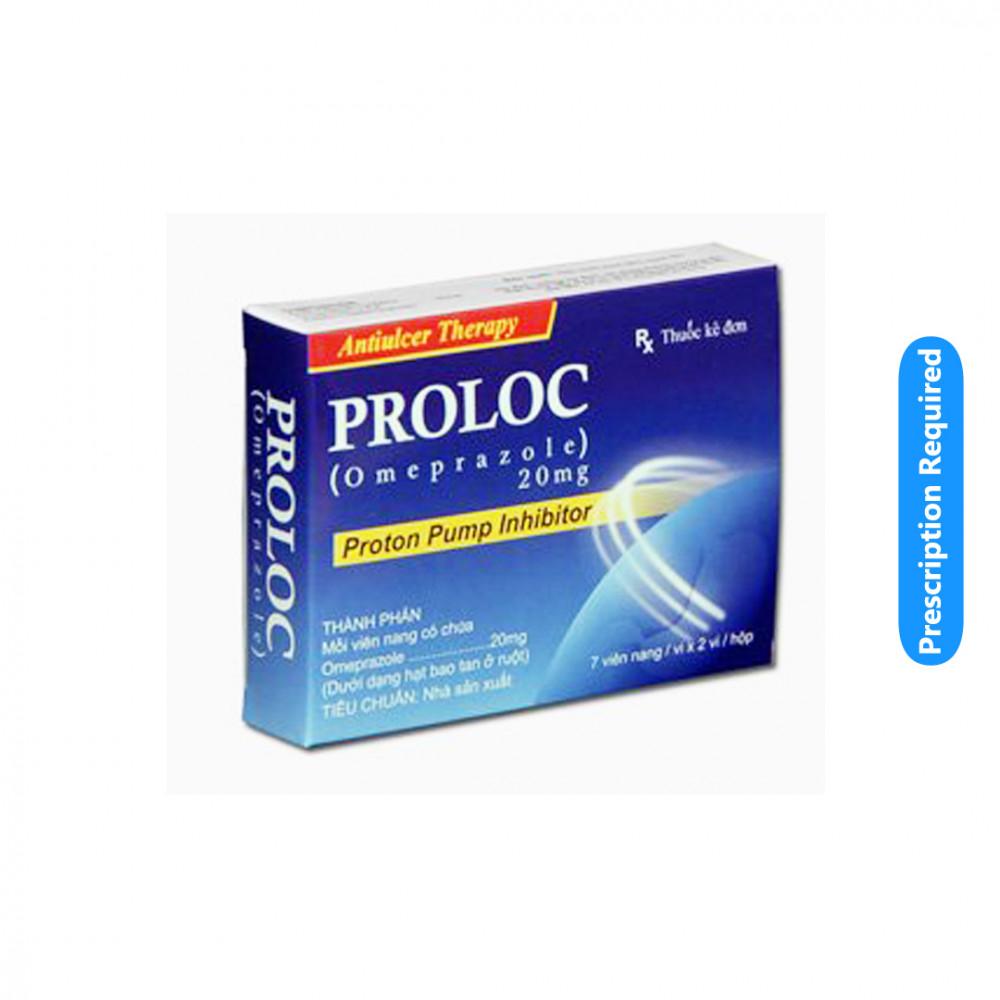 Antiulcer Therapy
Rx Thuốc kê đơn
PROLOC
(Omeprazole)
20mg
Proton Pump Inhibitor
THÀNH PHẦN
Mỗi viên nang có chứa
Omeprazole ............... 20mg
(Dưới dạng hạt bao tan ở ruột)
TIÊU CHUẨN: Nhà sản xuất
7 viên nang / vỉ x 2 vỉ / hộp
PROLOC
(Omeprazole)
Prescription Required